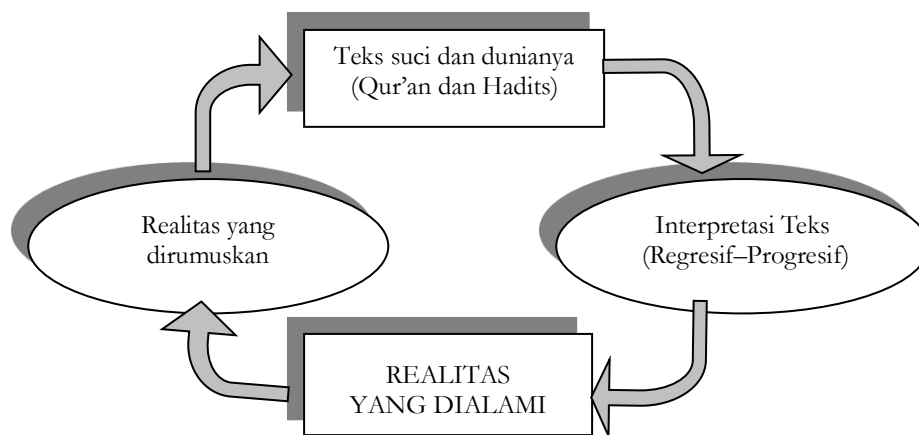 Teks suci dan dunianya
(Qur’an dan Hadits)
Realitas yang
dirumuskan
Interpretasi Teks
(Regresif–Progresif)
REALITAS
YANG DIALAMI